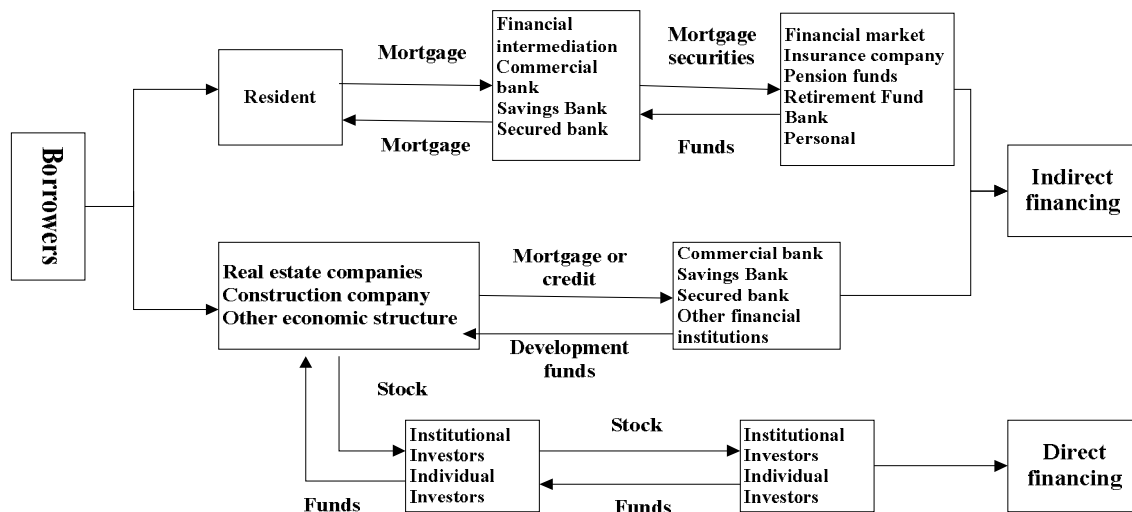 Borrowers
Resident
Mortgage
Mortgage
Financial
intermediation
Commercial
bank
Savings Bank
Secured bank
Mortgage
securities
Funds
Financial market
Insurance company
Pension funds
Retirement Fund
Bank
Personal
Indirect
financing
Real estate companies
Construction company
Other economic structure
Mortgage or
credit
Development
funds
Commercial bank
Savings Bank
Secured bank
Other financial
institutions
Stock
Funds
Institutional
Investors
Individual
Investors
Stock
Funds
Institutional
Investors
Individual
Investors
Direct
financing